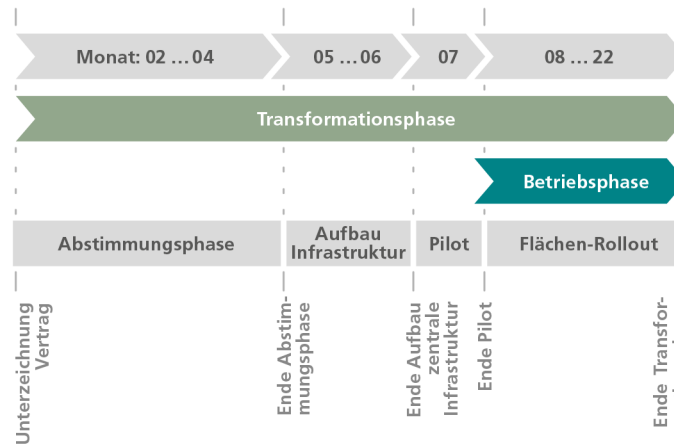 Monat: 02 … 04
05 … 06
07
08 … 22
Transformationsphase
Betriebsphase
Abstimmungsphase
Aufbau
Infrastruktur
Pilot
Flächen-Rollout
Unterzeichnung
Vertrag
Ende Abstim-
mungsphase
Ende Aufbau
zentrale
Infrastruktur
Ende Pilot
Ende Transfor-